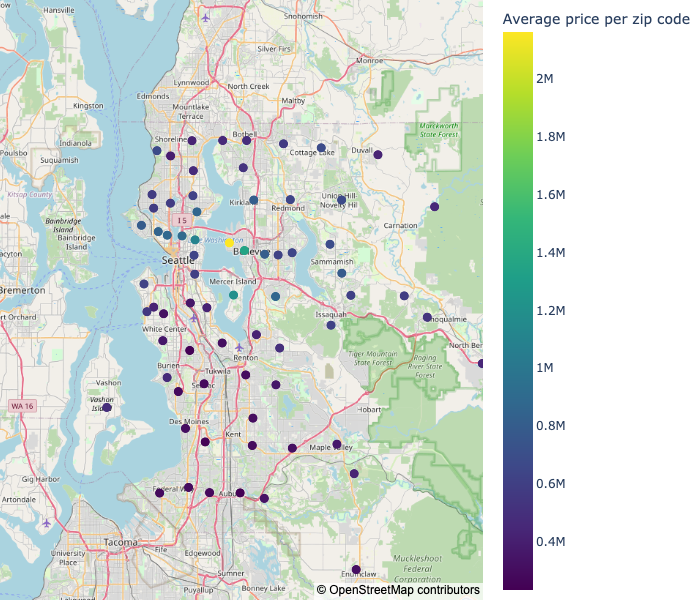 Average price per zip code
2M
1.8M
1.6M
1.4M
1.2M
1M
0.8M
0.6M
0.4M
Hansville
Snohomish
Silver Firs
Monroe
Lynnwood
North Creek
Edmonds
Maltby
Kingston
Mountlake
Terrace
Marckworth
State Forest
Shoreline
Bothell
Indianola
Poulsbo
Cottage Lake
Duvall
Suquamish
Kitsap County
Kirkland
Redmond
Union Hill-
Novelty Hill
I 5
Bainbridge
Island
Bainbridge
Island
Carnation
Seattle
Sammamish
Mercer Island
Bremerton
Port Orchard
Issaquah
Snoqualmie
White Center
Tiger Mountain
State Forest
Raging
River State
Forest
North Bend
Renton
Burien
Tukwila
Vashon
SeaTac
Vashon
Island
WA 16
Hobart
Des Moines
Kent
Maple Valley
Gig Harbor
Federal Way
Auburn
Artondale
Tacoma
Fife
Edgewood
University
Place
Sumner
Enumclaw
Muckleshoot
Federal
Corporation
Puyallup
Bonney Lake
© OpenStreetMap contributors